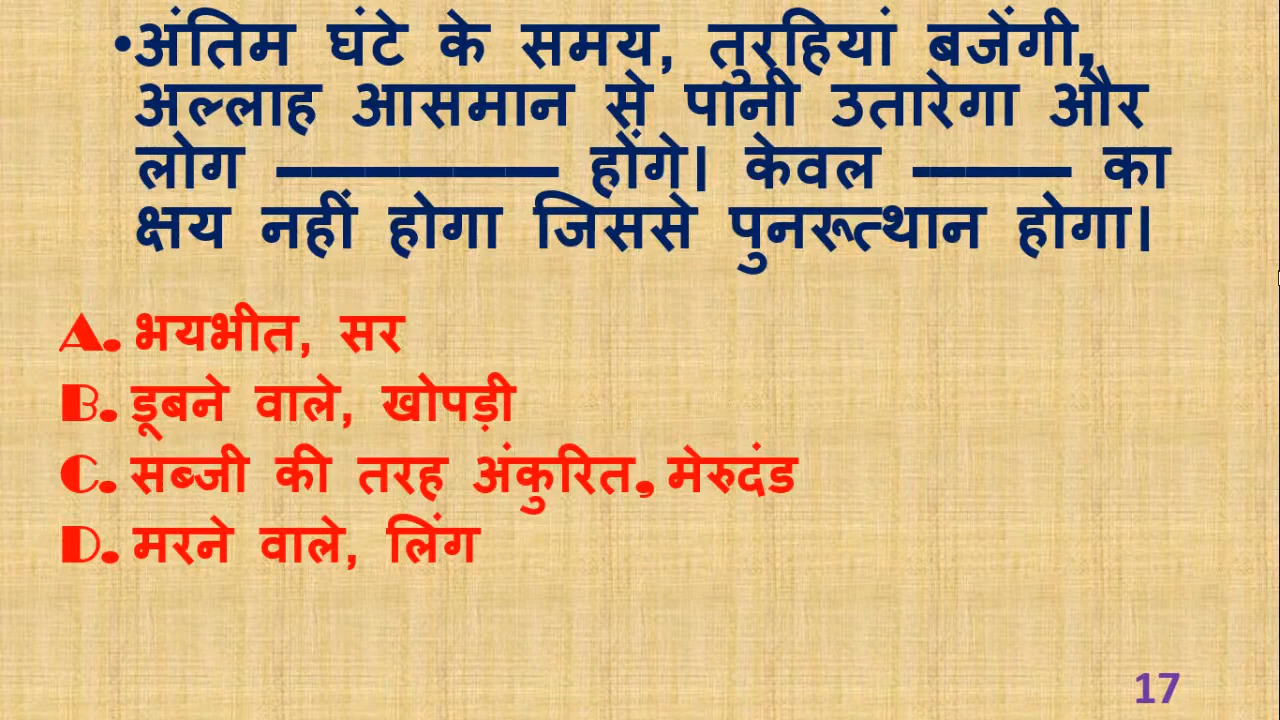 •अंतिम घंटे के समय, तुरहियां बजेंगी,
अल्लाह आसमान से पानी उतारेगा और
लोग ---------------- होंगे। केवल --------- का
क्षय नहीं होगा जिससे पुनरूत्थान होगा।
A. भयभीत, सर
B. डूबने वाले, खोपड़ी
C. सब्जी की तरह अंकुरित, मेरुदंड
D. मरने वाले, लिंग
17